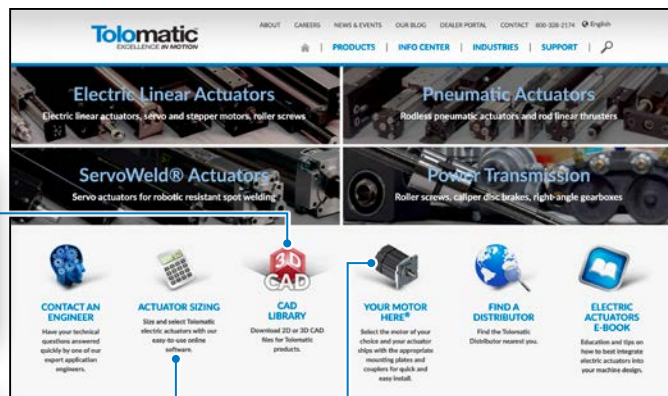 Tolomatic
EXCELLENCE IN MOTION
ABOUT CAREERS NEWS & EVENTS OUR BLOG DEALER PORTAL CONTACT 800-328-2174 English
PRODUCTS | INFO CENTER | INDUSTRIES | SUPPORT |
Electric Linear Actuators
Electric linear actuators, servo and stepper motors, roller screws
Pneumatic Actuators
Rodless pneumatic actuators and rod linear thrusters
ServoWeld® Actuators
Servo actuators for robotic resistant spot welding
Power Transmission
Roller screws, caliper disc brakes, right-angle gearboxes
CONTACT AN
ENGINEER
Have your technical
questions answered
quickly by one of our
expert application
engineers.
ACTUATOR SIZING
Size and select Tolomatic
electric actuators with our
easy-to-use online
software.
3-D
CAD
CAD
LIBRARY
Download 2D or 3D CAD
files for Tolomatic
products.
YOUR MOTOR
HERE®
Select the motor of your
choice and your actuator
ships with the appropriate
mounting plates and
couplers for quick and
easy install.
FIND A
DISTRIBUTOR
Find the Tolomatic
Distributor nearest you.
ELECTRIC
ACTUATORS
E-BOOK
Education and tips on
how to best integrate
electric actuators into
your machine design.